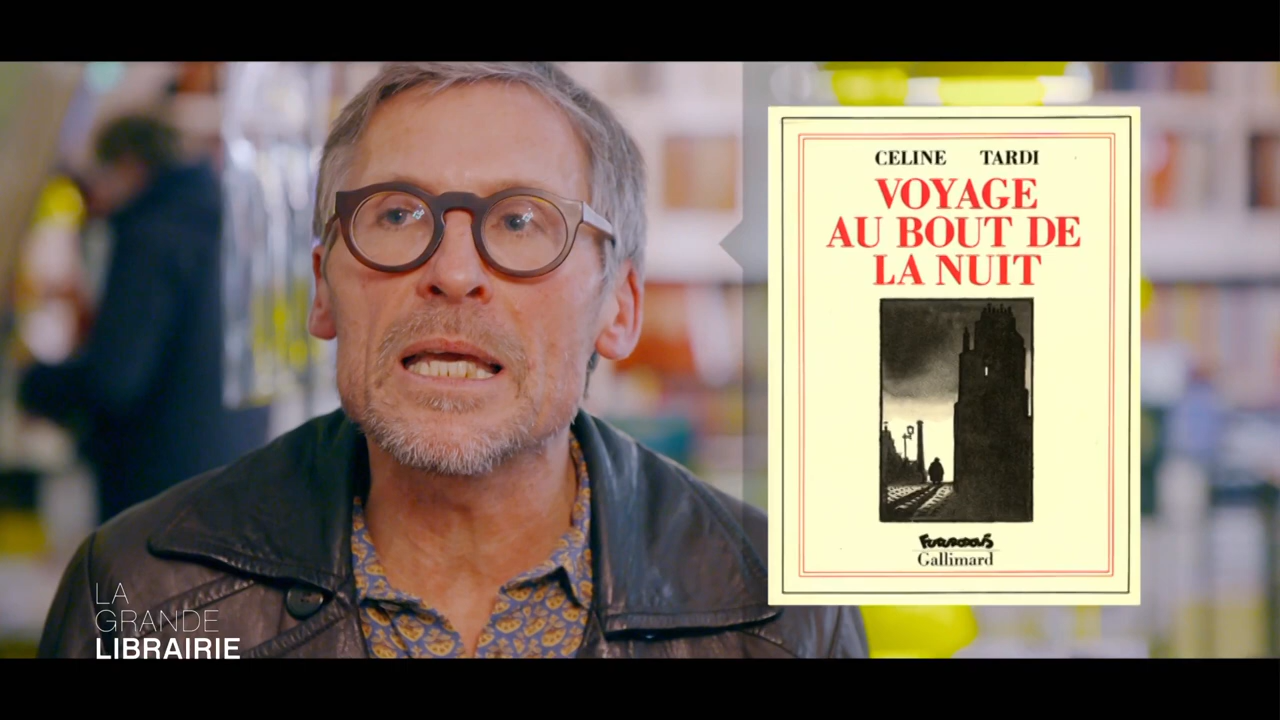 CELINE TARDI
VOYAGE
AU BOUT DE
LA NUIT
FUTUROPOLIS
Gallimard
LA
GRANDE
LIBRAIRIE